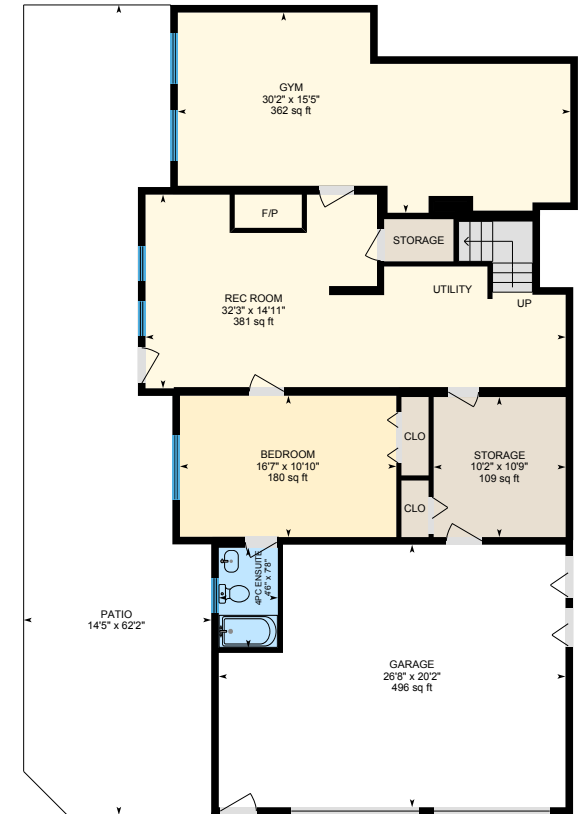 GYM
30'2" x 15'5"
362 sq ft
F/P
STORAGE
REC ROOM
32'3" x 14'11"
381 sq ft
UTILITY
UP
BEDROOM
16'7" x 10'10"
180 sq ft
CLO
CLO
STORAGE
10'2" x 10'9"
109 sq ft
4PC ENSUITE
4'6" x 7'8"
PATIO
14'5" x 62'2"
GARAGE
26'8" x 20'2"
496 sq ft